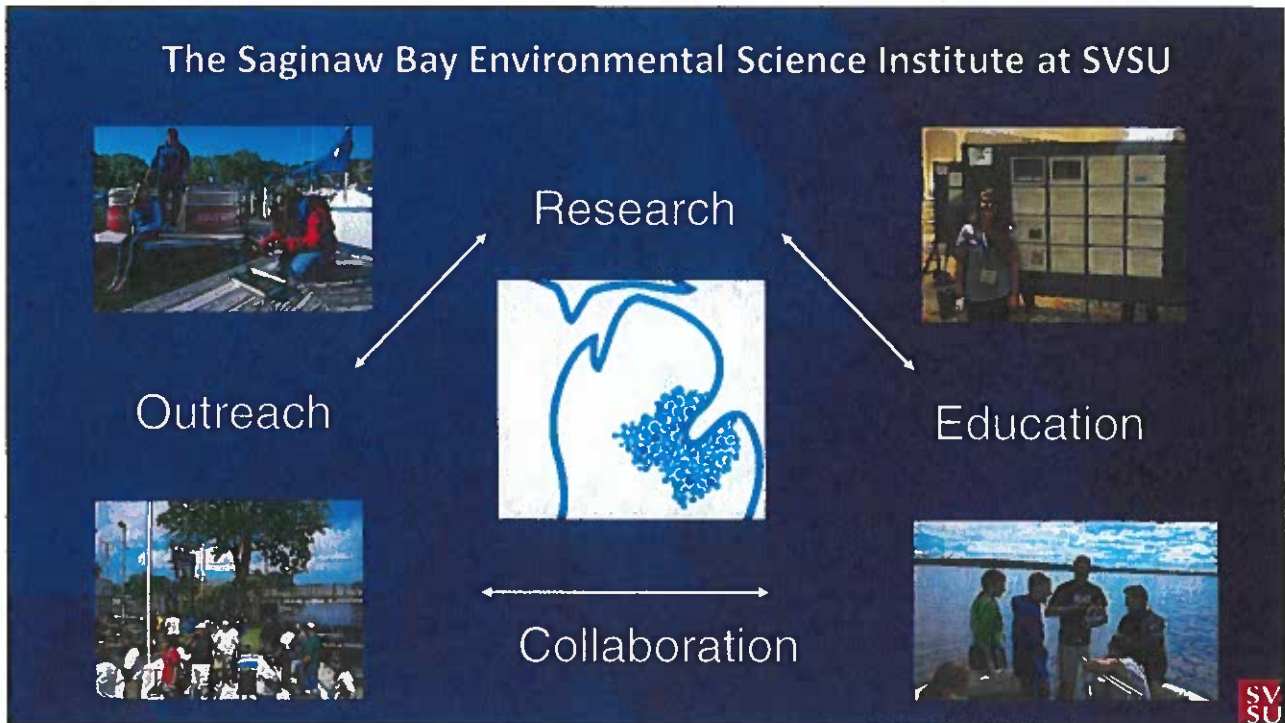 The Saginaw Bay Environmental Science Institute at SVSU
Research
Outreach
Education
Collaboration
SV
SU